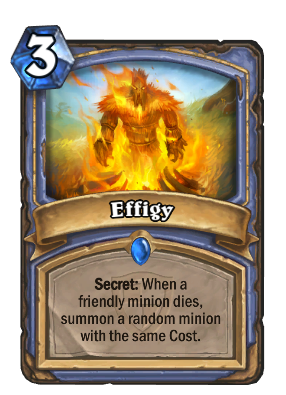 3
Effigy
Secret: When a
friendly minion dies,
summon a random minion
with the same Cost.